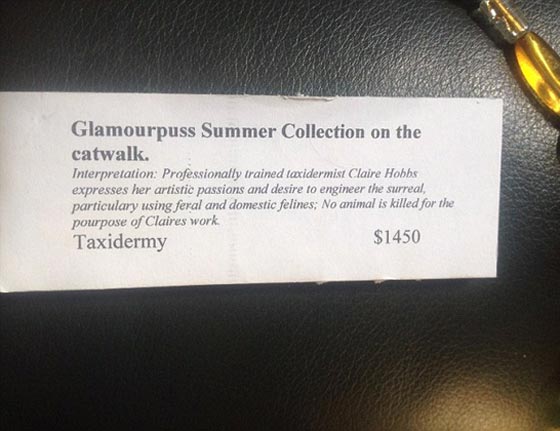 Glamourpuss Summer Collection on the
catwalk.
Interpretation: Professionally trained taxidermist Claire Hobbs
expresses her artistic passions and desire to engineer the surreal,
particulary using feral and domestic felines; No animal is killed for the
pourpose of Claires work.
Taxidermy $1450